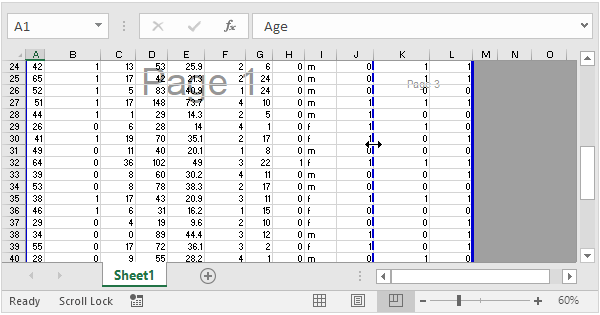 A1 fx Age
A B C D E F G H I J K L M N O
24 42 1 13 53 25.9 2 6 0 m 0 1 1
25 65 1 17 42 21.3 2 24 0 m 0 1 1
Page 1
Page 3
26 52 1 5 83 40.9 1 24 0 m 0 0 0
27 51 1 17 148 73.7 4 10 0 m 1 1 1
28 44 1 1 29 14.3 2 5 0 m 1 0 1
29 26 0 6 28 14 4 1 0 f 1 1 0
30 41 1 19 70 35.1 2 17 0 f 1 0 1
31 49 0 11 40 20.1 1 8 0 m 0 0 0
32 64 0 36 102 49 3 22 1 f 1 1 0
33 39 0 8 60 30.2 4 11 0 m 0 0 1
34 53 0 8 78 38.3 2 17 0 m 0 0 1
35 38 1 17 43 20.9 3 11 0 f 1 1 1
36 46 1 6 31 16.2 1 15 0 m 0 0 1
37 29 0 4 19 9.6 2 10 0 f 1 0 0
38 34 0 0 89 44.4 3 12 0 m 0 0 1
39 55 0 17 72 36.1 3 2 0 f 1 0 1
40 28 0 9 55 28.2 4 1 0 m 0 1 0
Sheet1
Ready Scroll Lock 60%